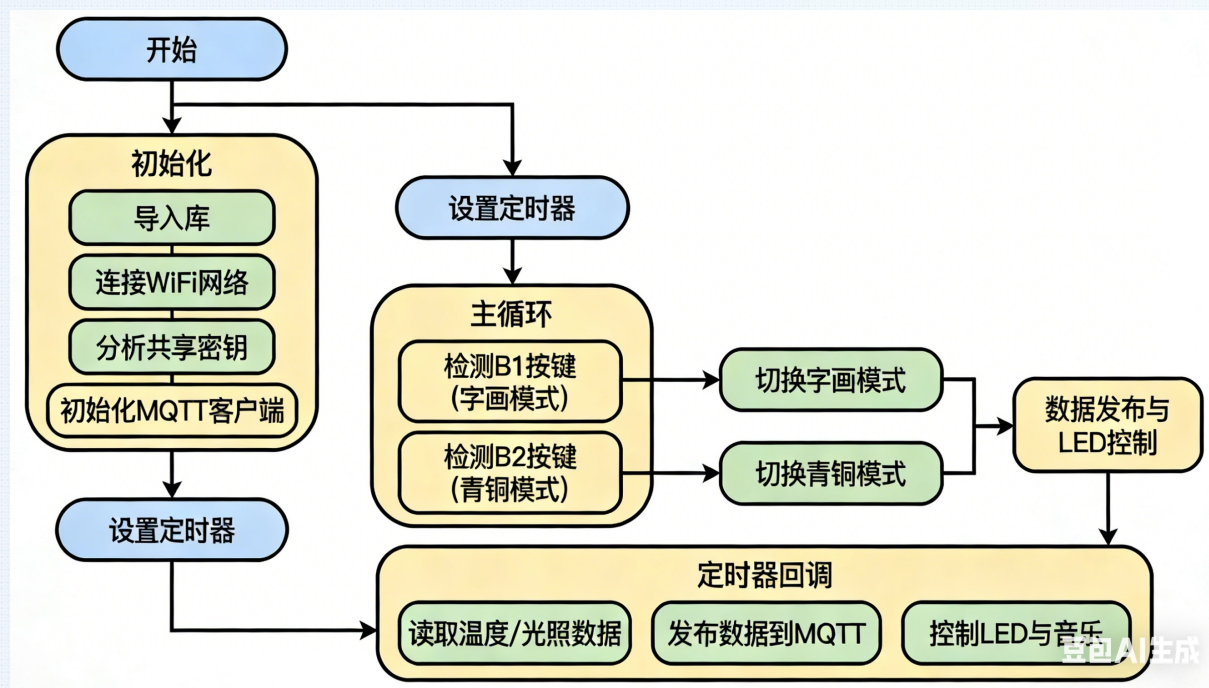 开始
初始化
导入库
连接WiFi网络
分析共享密钥
初始化MQTT客户端
设置定时器
设置定时器
主循环
检测B1按键
(字画模式)
检测B2按键
(青铜模式)
切换字画模式
切换青铜模式
数据发布与
LED控制
定时器回调
读取温度/光照数据
发布数据到MQTT
控制LED与音乐
豆包AI生成